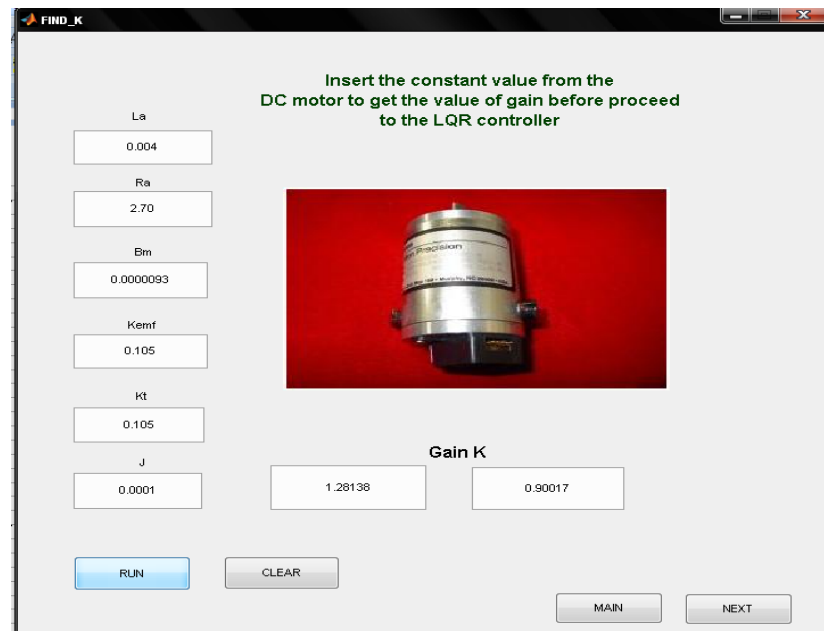 FIND_K
Insert the constant value from the
DC motor to get the value of gain before proceed
to the LQR controller
La
0.004
Ra
2.70
Bm
0.0000093
Kemf
0.105
Kt
0.105
J
0.0001
Precision
Gain K
1.28138
0.90017
RUN
CLEAR
MAIN
NEXT